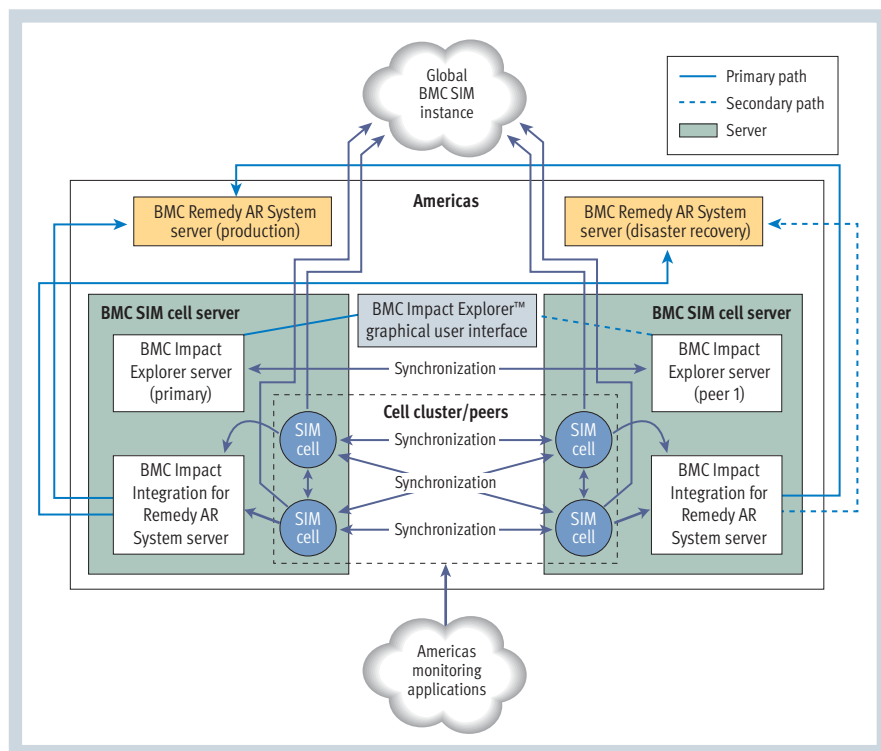 Global
BMC SIM
instance
Primary path
Secondary path
Server
Americas
BMC Remedy AR System
server (production)
BMC Remedy AR System
server (disaster recovery)
BMC SIM cell server
BMC Impact Explorer™
graphical user interface
BMC SIM cell server
BMC Impact
Explorer server
(primary)
Synchronization
BMC Impact
Explorer server
(peer 1)
Cell cluster/peers
SIM
cell
Synchronization
SIM
cell
BMC Impact
Integration for
Remedy AR
System server
Synchronization
BMC Impact
Integration for
Remedy AR
System server
SIM
cell
Synchronization
SIM
cell
Americas
monitoring
applications